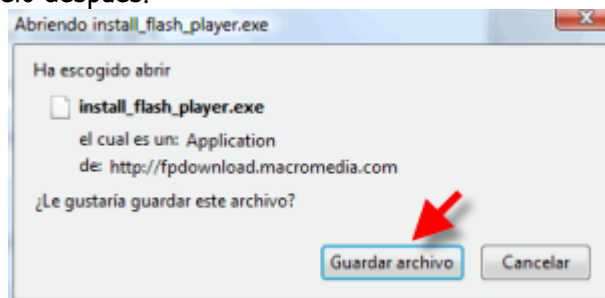 después.
Abriendo install_flash_player.exe
Ha escogido abrir
install_flash_player.exe
el cual es un: Application
de: http://fpdownload.macromedia.com
¿Le gustaría guardar este archivo?
Guardar archivo Cancelar